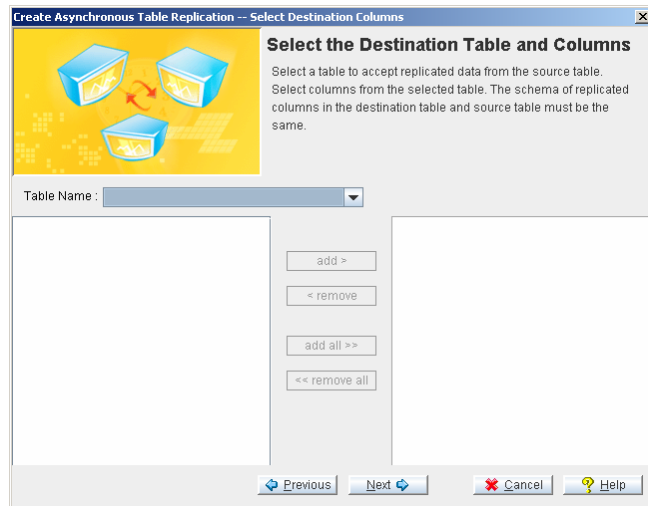 Create Asynchronous Table Replication -- Select Destination Columns
Select the Destination Table and Columns
Select a table to accept replicated data from the source table.
Select columns from the selected table. The schema of replicated
columns in the destination table and source table must be the
same.
Table Name :
add >
< remove
add all >>
<< remove all
Previous
Next
Cancel
Help